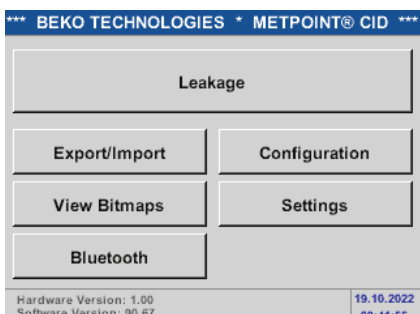 *** BEKO TECHNOLOGIES * METPOINT® CID ***
Leakage
Export/Import Configuration
View Bitmaps Settings
Bluetooth
Hardware Version: 1.00 19.10.2022
Software Version: 90.67